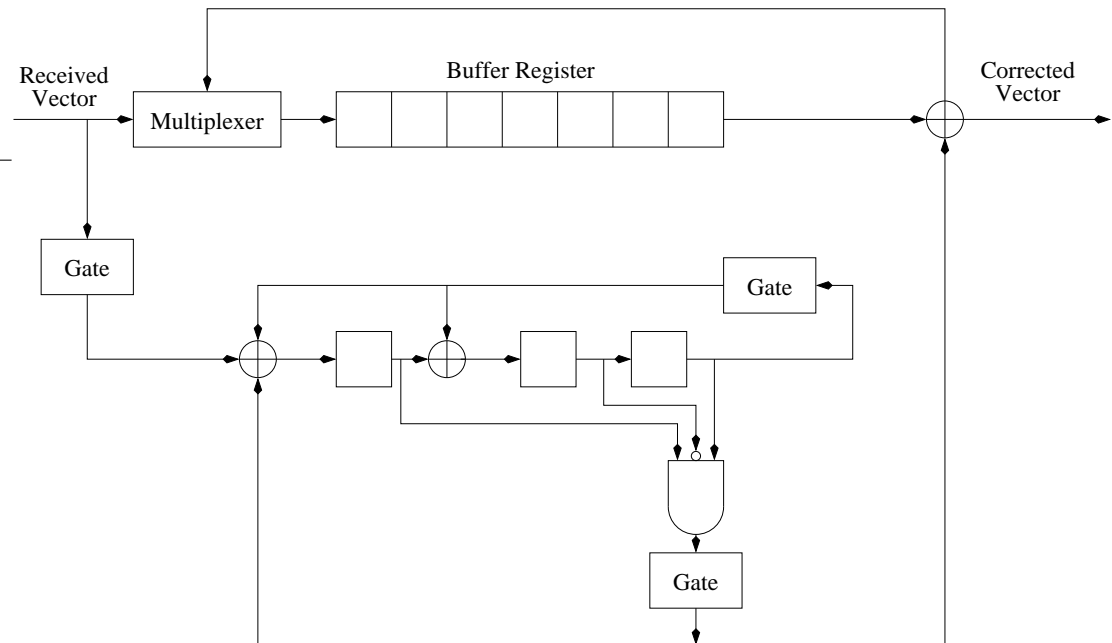 Received
Vector
Buffer Register
Corrected
Vector
Multiplexer
Gate
Gate
Gate